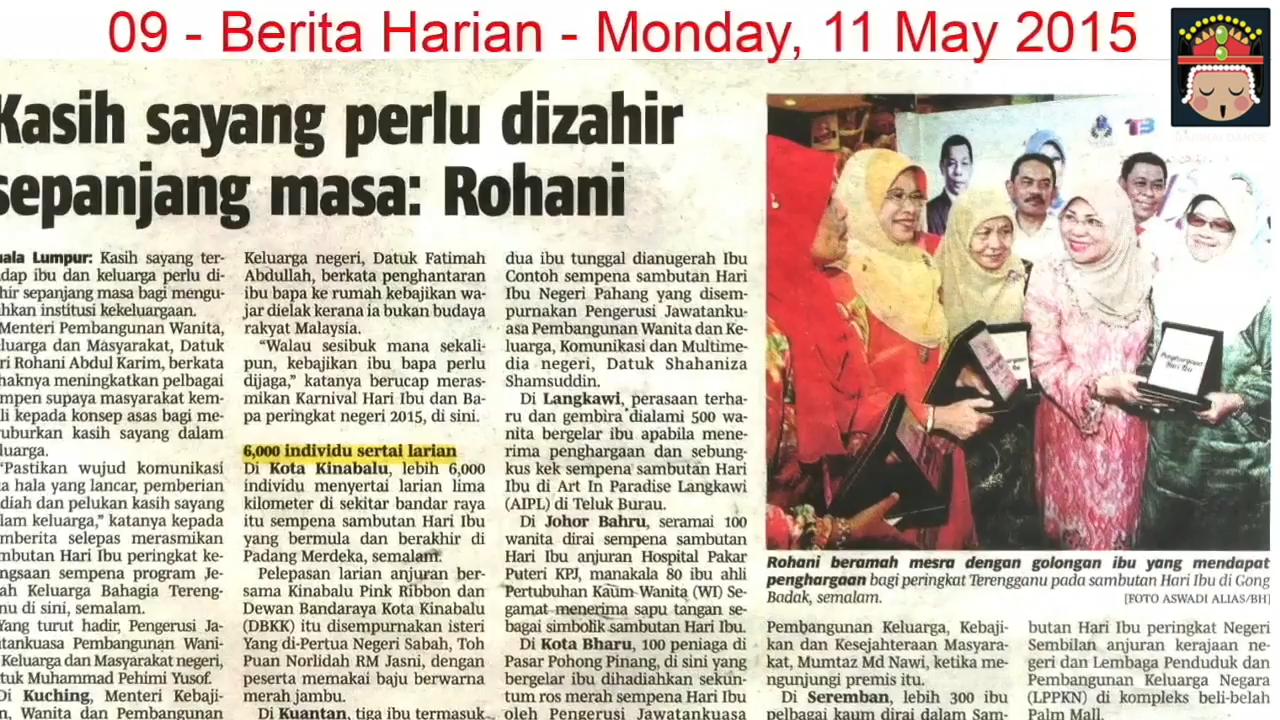 09 - Berita Harian - Monday, 11 May 2015
Kasih sayang perlu dizahir
sepanjang masa: Rohani
uala Lumpur: Kasih sayang ter-
dap ibu dan keluarga perlu di-
hir sepanjang masa bagi mengu-
hkan institusi kekeluargaan.
Menteri Pembangunan Wanita,
luarga dan Masyarakat, Datuk
ri Rohani Abdul Karim, berkata
haknya meningkatkan pelbagai
mpen supaya masyarakat kem-
li kepada konsep asas bagi me-
uburkan kasih sayang dalam
luarga.
"Pastikan wujud komunikasi
a hala yang lancar, pemberian
diah dan pelukan kasih sayang
lam keluarga," katanya kepada
mberita selepas merasmikan
mbutan Hari Ibu peringkat ke-
ngsaan sempena program Je-
ah Keluarga Bahagia Tereng-
nu di sini, semalam.
Yang turut hadir, Pengerusi Ja-
tankuasa Pembangunan Wani-
Keluarga dan Masyarakat negeri,
tuk Muhammad Pehimi Yusof.
Di Kuching, Menteri Kebaji-
n, Wanita dan Pembangunan
Keluarga negeri, Datuk Fatimah
Abdullah, berkata penghantaran
ibu bapa ke rumah kebajikan wa-
jar dielak kerana ia bukan budaya
rakyat Malaysia.
"Walau sesibuk mana sekali-
pun, kebajikan ibu bapa perlu
dijaga," katanya berucap meras-
mikan Karnival Hari Ibu dan Ba-
pa peringkat negeri 2015, di sini.
6,000 individu sertai larian
Di Kota Kinabalu, lebih 6,000
individu menyertai larian lima
kilometer di sekitar bandar raya
itu sempena sambutan Hari Ibu
yang bermula dan berakhir di
Padang Merdeka, semalam.
Pelepasan larian anjuran ber-
sama Kinabalu Pink Ribbon dan
Dewan Bandaraya Kota Kinabalu
(DBKK) itu disempurnakan isteri
Yang di-Pertua Negeri Sabah, Toh
Puan Norlidah RM Jasni, dengan
peserta memakai baju berwarna
merah jambu.
Di Kuantan, tiga ibu termasuk
dua ibu tunggal dianugerah Ibu
Contoh sempena sambutan Hari
Ibu Negeri Pahang yang disem-
purnakan Pengerusi Jawatanku-
asa Pembangunan Wanita dan Ke-
luarga, Komunikasi dan Multime-
dia negeri, Datuk Shahaniza
Shamsuddin.
Di Langkawi, perasaan terha-
ru dan gembira dialami 500 wa-
nita bergelar ibu apabila mene-
rima penghargaan dan sebung-
kus kek sempena sambutan Hari
Ibu di Art In Paradise Langkawi
(AIPL) di Teluk Burau.
Di Johor Bahru, seramai 100
wanita dirai sempena sambutan
Hari Ibu anjuran Hospital Pakar
Puteri KPJ, manakala 80 ibu ahli
Pertubuhan Kaum Wanita (WI) Se-
gamat menerima sapu tangan se-
bagai simbolik sambutan Hari Ibu.
Di Kota Bharu, 100 peniaga di
Pasar Pohong Pinang, di sini yang
bergelar ibu dihadiahkan sekun-
tum ros merah sempena Hari Ibu
oleh Pengerusi Jawatankuasa
TB
Penghargaan
Hari Ibu
Rohani beramah mesra dengan golongan ibu yang mendapat
penghargaan bagi peringkat Terengganu pada sambutan Hari Ibu di Gong
Badak, semalam. [FOTO ASWADI ALIAS/BH]
Pembangunan Keluarga, Kebaji-
kan dan Kesejahteraan Masyara-
kat, Mumtaz Md Nawi, ketika me-
ngunjungi premis itu.
Di Seremban, lebih 300 ibu
pelbagai kaum dirai dalam Sam-
butan Hari Ibu peringkat Negeri
Sembilan anjuran kerajaan ne-
geri dan Lembaga Penduduk dan
Pembangunan Keluarga Negara
(LPPKN) di kompleks beli-belah
Palm Mall.